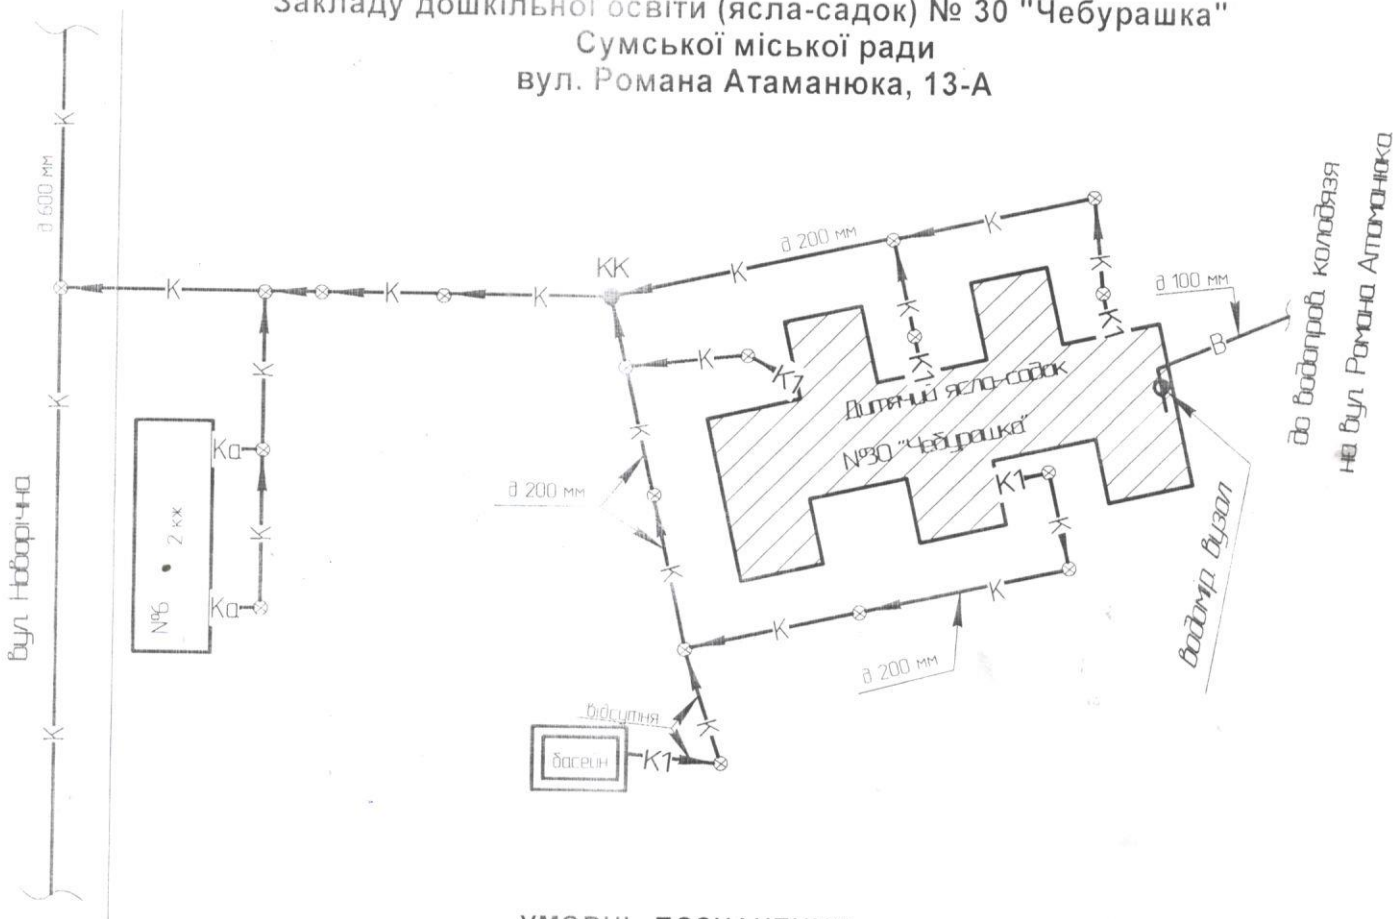 Закладу дошкільної освіти (ясла-садок) № 30 "Чебурашка"
Сумської міської ради
вул. Романа Атаманюка, 13-А
К
д 600 мм
К
К
вул. Новорічна
К
К
К
КК
К
д 200 мм
К
К
К1
К
К1
К
К1
д 100 мм
В
до водопров. колодязя
на вул. Романа Атаманюка
Дитячий ясла-садок
№30 "Чебурашка"
К
Ка
К
Ка
№6
2 кж
К
д 200 мм
К
К1
К
водомір. вузол
К
К
д 200 мм
відсутня
К
К1
басеин